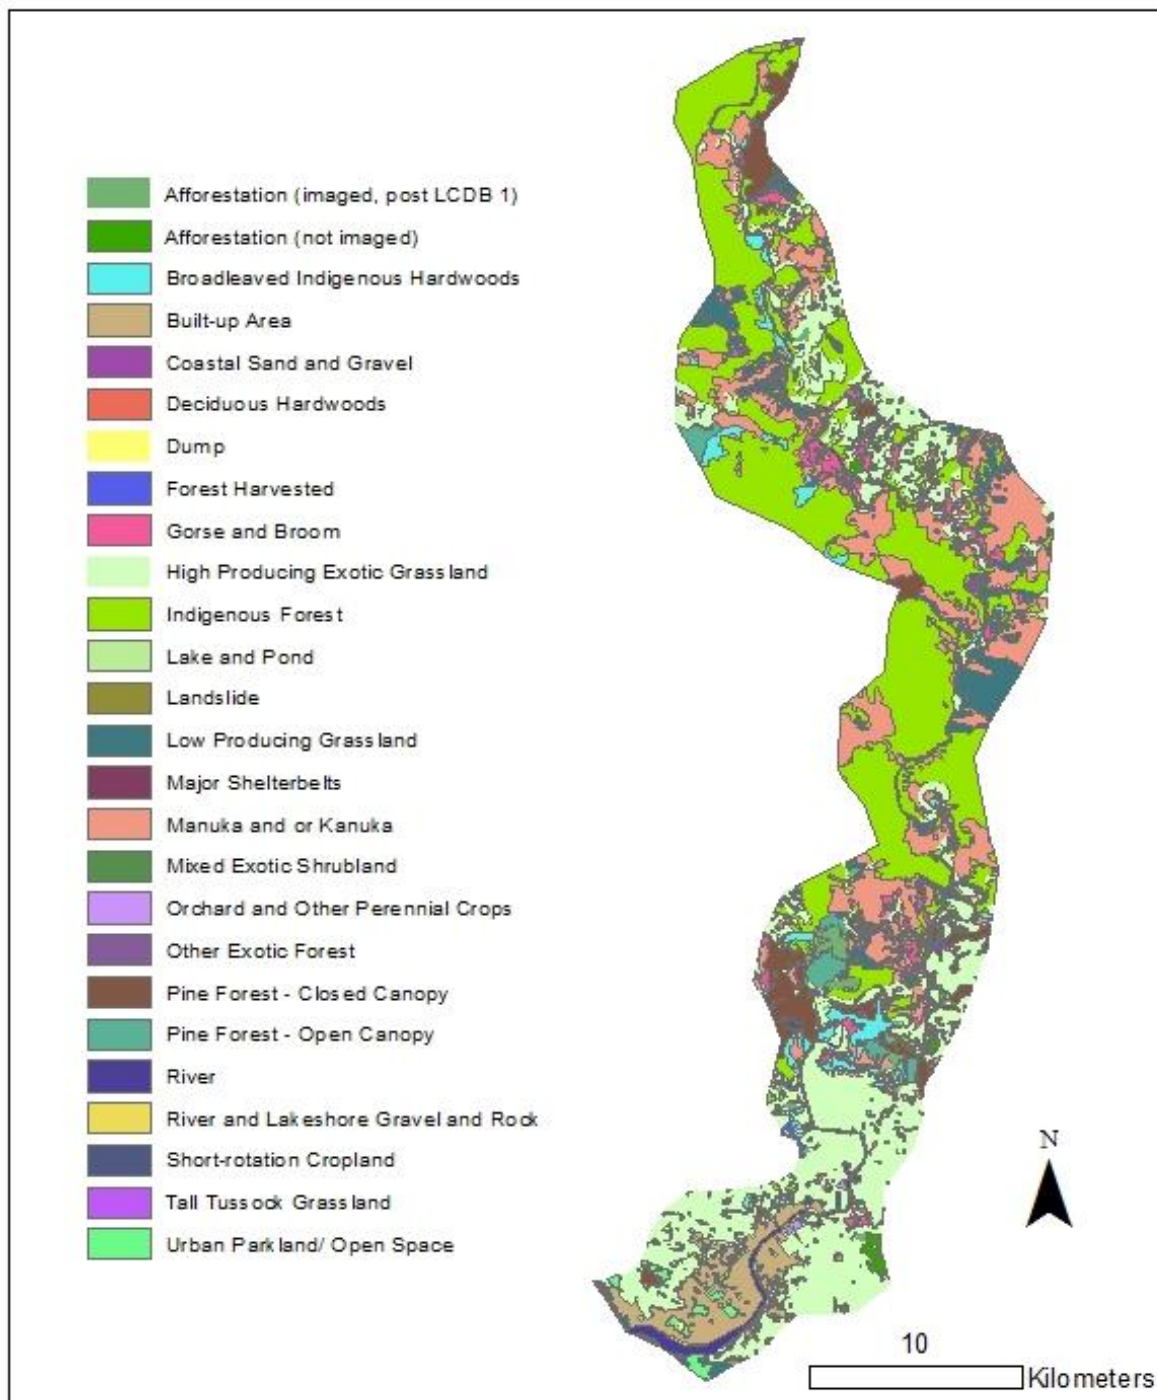 Afforestation (imaged, post LCDB 1)
Afforestation (not imaged)
Broadleaved Indigenous Hardwoods
Built-up Area
Coastal Sand and Gravel
Deciduous Hardwoods
Dump
Forest Harvested
Gorse and Broom
High Producing Exotic Grassland
Indigenous Forest
Lake and Pond
Landslide
Low Producing Grassland
Major Shelterbelts
Manuka and or Kanuka
Mixed Exotic Shrubland
Orchard and Other Perennial Crops
Other Exotic Forest
Pine Forest - Closed Canopy
Pine Forest - Open Canopy
River
River and Lakeshore Gravel and Rock
Short-rotation Cropland
Tall Tussock Grassland
Urban Parkland/ Open Space
N
10
Kilometers